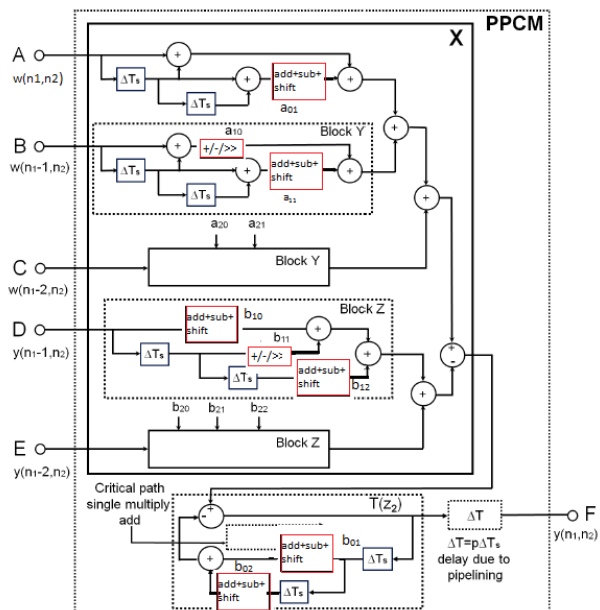 PPCM
X
A
w(n1,n2)
+
ΔTs
ΔTs
+
add+sub+
shift
a01
+
+
B
w(n₁-1,n₂)
Block Y
a10
+
+/-/>>
ΔTs
ΔTs
+
add+sub+
shift
a11
+
+
a20 a21
Block Y
C
w(n₁-2,n₂)
D
y(n₁-1,n₂)
Block Z
add+sub+
shift
b10
b11
+
ΔTs
+/-/>>
ΔTs
add+sub+
shift
b12
+
+
-
+
b20 b21 b22
Block Z
E
y(n₁-2,n₂)
Critical path
single multiply
add
T(z₂)
+
-
b01
add+sub+
shift
ΔTs
+
b02
add+sub+
shift
ΔTs
ΔT
F
y(n₁,n₂)
ΔT=pΔTs
delay due to
pipelining